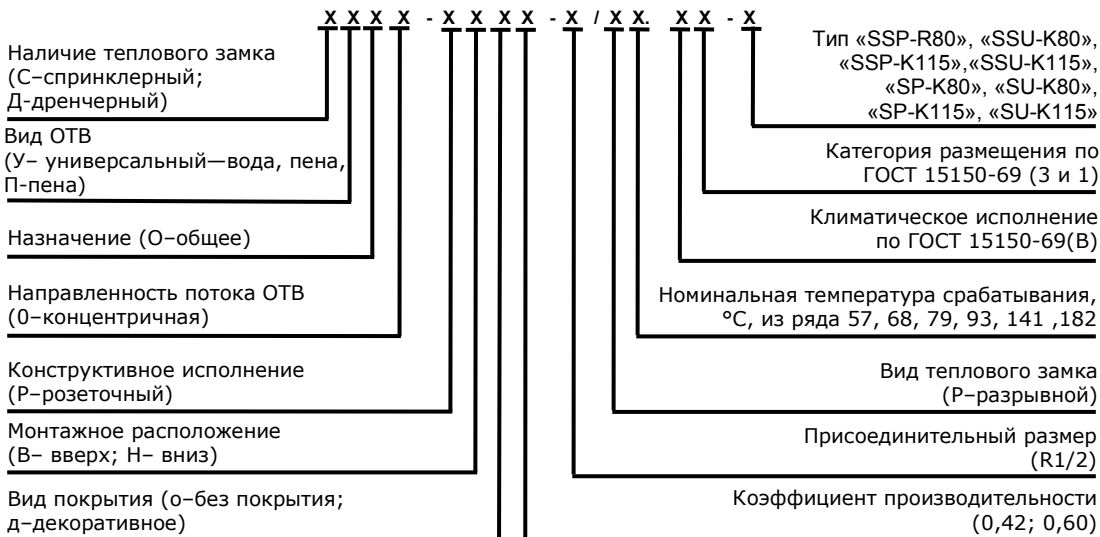 X X X X - X X X X - X / X X. X X - X
Наличие теплового замка
(С–спринклерный;
Д-дренчерный)
Вид ОТВ
(У– универсальный—вода, пена,
П-пена)
Назначение (О–общее)
Направленность потока ОТВ
(0–концентричная)
Конструктивное исполнение
(Р–розеточный)
Монтажное расположение
(В– вверх; Н– вниз)
Вид покрытия (о–без покрытия;
д–декоративное)
Тип «SSP-R80», «SSU-K80»,
«SSP-K115»,«SSU-K115»,
«SP-K80», «SU-K80»,
«SP-K115», «SU-K115»
Категория размещения по
ГОСТ 15150-69 (3 и 1)
Климатическое исполнение
по ГОСТ 15150-69(В)
Номинальная температура срабатывания,
°С, из ряда 57, 68, 79, 93, 141 ,182
Вид теплового замка
(Р–разрывной)
Присоединительный размер
(R1/2)
Коэффициент производительности
(0,42; 0,60)